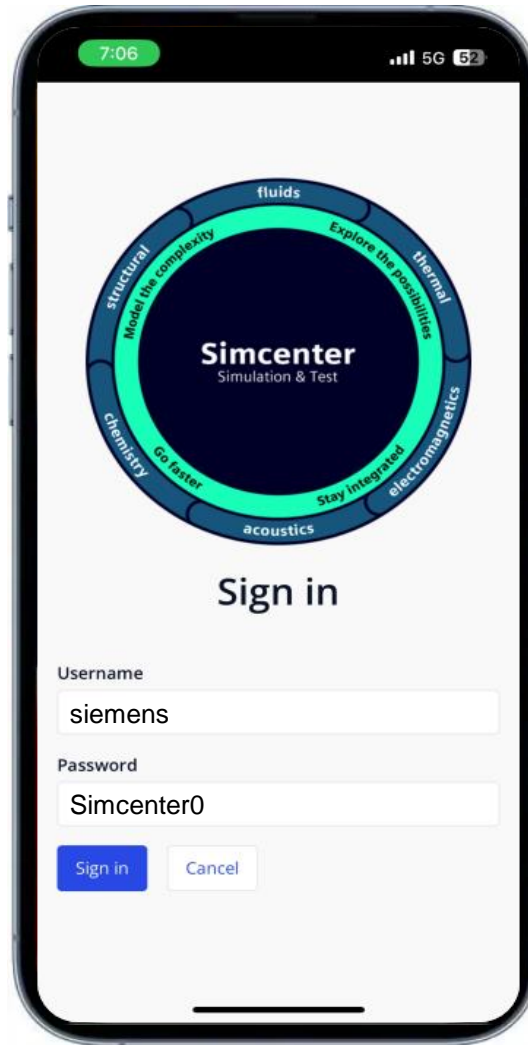 7:06
5G 52
fluids
structural
thermal
Model the complexity
Explore the possibilities
Simcenter
Simulation & Test
chemistry
Go faster
Stay integrated
electromagnetics
acoustics
Sign in
Username
siemens
Password
Simcenter0
Sign in
Cancel